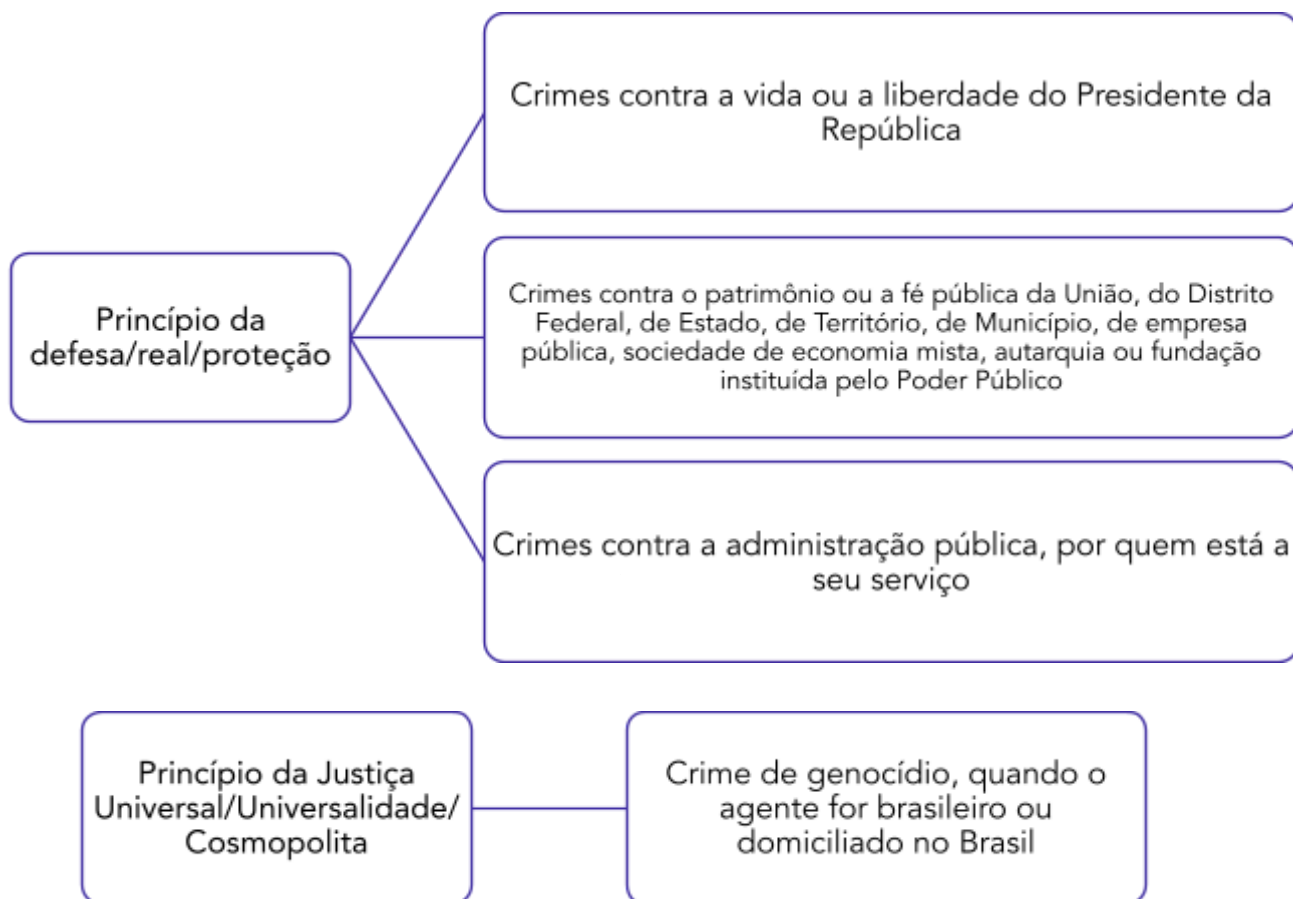 Crimes contra a vida ou a liberdade do Presidente da
República
Princípio da
defesa/real/proteção
Crimes contra o patrimônio ou a fé pública da União, do Distrito
Federal, de Estado, de Território, de Município, de empresa
pública, sociedade de economia mista, autarquia ou fundação
instituída pelo Poder Público
Crimes contra a administração pública, por quem está a
seu serviço
Princípio da Justiça
Universal/Universalidade/
Cosmopolita
Crime de genocídio, quando o
agente for brasileiro ou
domiciliado no Brasil